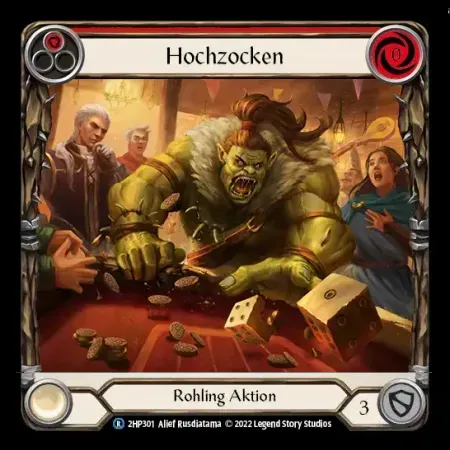 Hochzocken
0
Rohling Aktion
3
R 2HP301 Alief Rusdiatama © 2022 Legend Story Studios